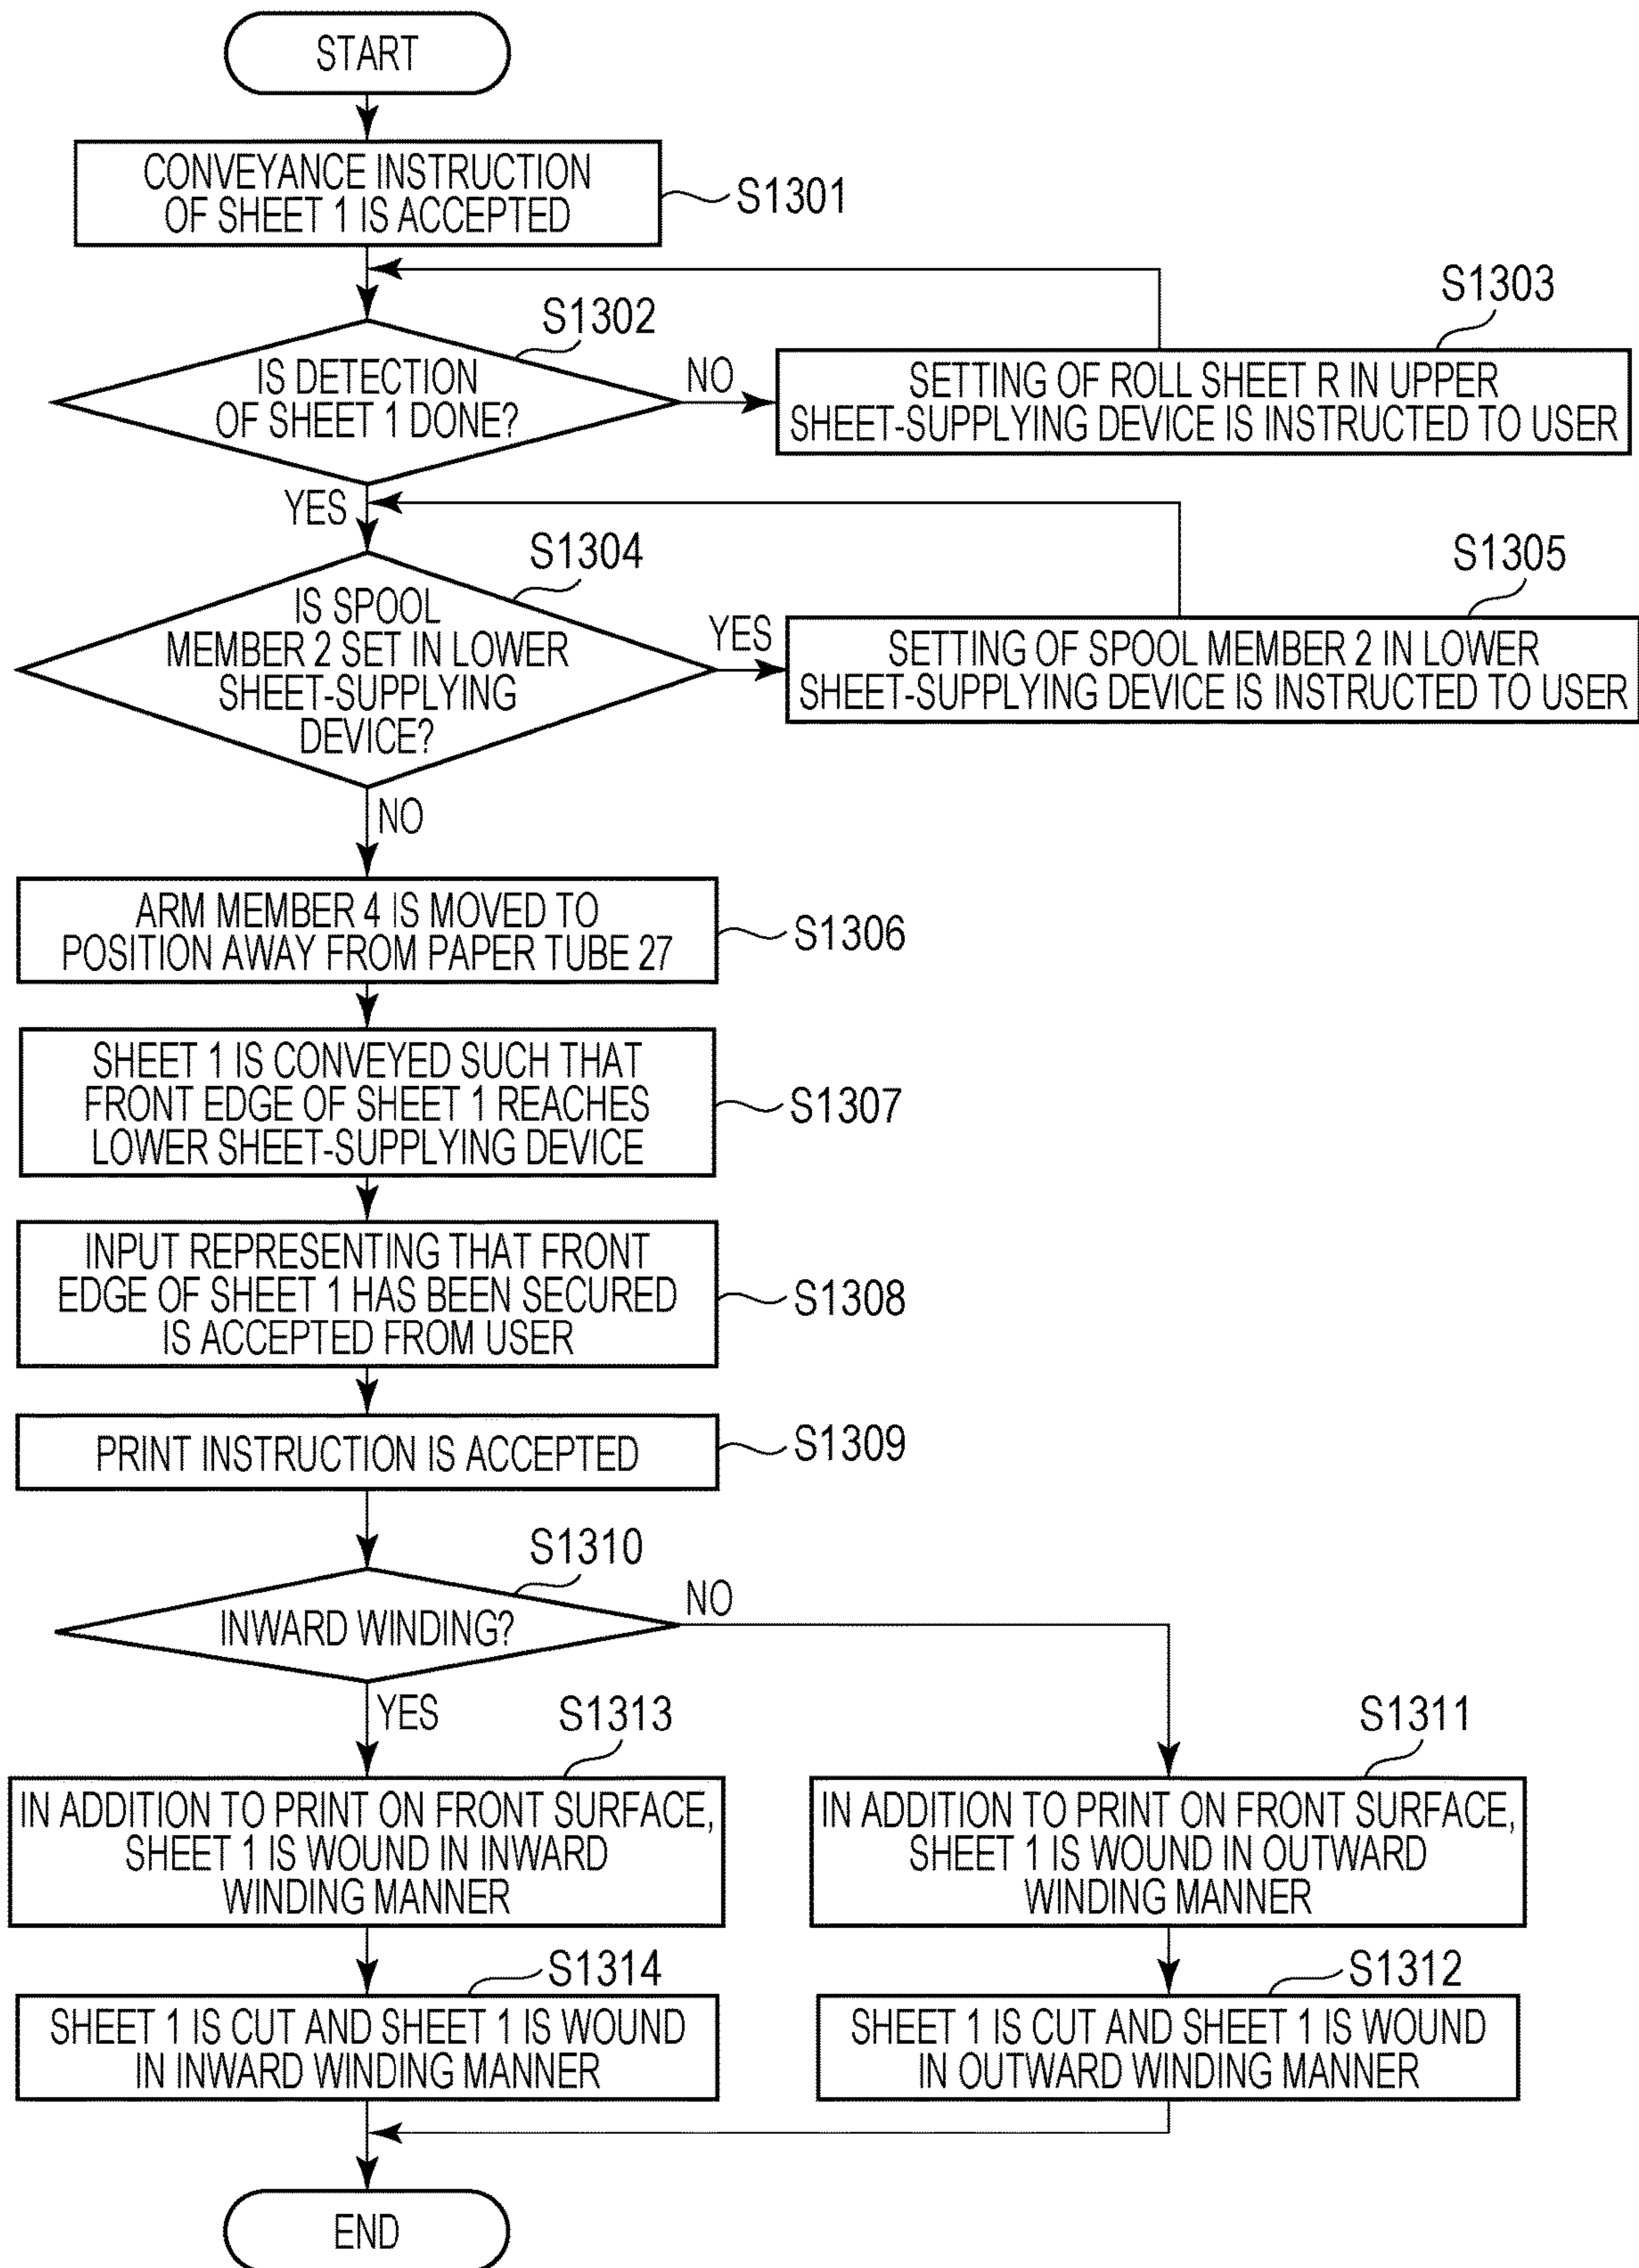 START
CONVEYANCE INSTRUCTION
OF SHEET 1 IS ACCEPTED
S1301
S1302
IS DETECTION
OF SHEET 1 DONE?
NO
S1303
SETTING OF ROLL SHEET R IN UPPER
SHEET-SUPPLYING DEVICE IS INSTRUCTED TO USER
YES
S1304
IS SPOOL
MEMBER 2 SET IN LOWER
SHEET-SUPPLYING
DEVICE?
YES
S1305
SETTING OF SPOOL MEMBER 2 IN LOWER
SHEET-SUPPLYING DEVICE IS INSTRUCTED TO USER
NO
ARM MEMBER 4 IS MOVED TO
POSITION AWAY FROM PAPER TUBE 27
S1306
SHEET 1 IS CONVEYED SUCH THAT
FRONT EDGE OF SHEET 1 REACHES
LOWER SHEET-SUPPLYING DEVICE
S1307
INPUT REPRESENTING THAT FRONT
EDGE OF SHEET 1 HAS BEEN SECURED
IS ACCEPTED FROM USER
S1308
PRINT INSTRUCTION IS ACCEPTED
S1309
S1310
INWARD WINDING?
NO
YES
S1313
IN ADDITION TO PRINT ON FRONT SURFACE,
SHEET 1 IS WOUND IN INWARD
WINDING MANNER
S1311
IN ADDITION TO PRINT ON FRONT SURFACE,
SHEET 1 IS WOUND IN OUTWARD
WINDING MANNER
S1314
SHEET 1 IS CUT AND SHEET 1 IS WOUND
IN INWARD WINDING MANNER
S1312
SHEET 1 IS CUT AND SHEET 1 IS WOUND
IN OUTWARD WINDING MANNER
END